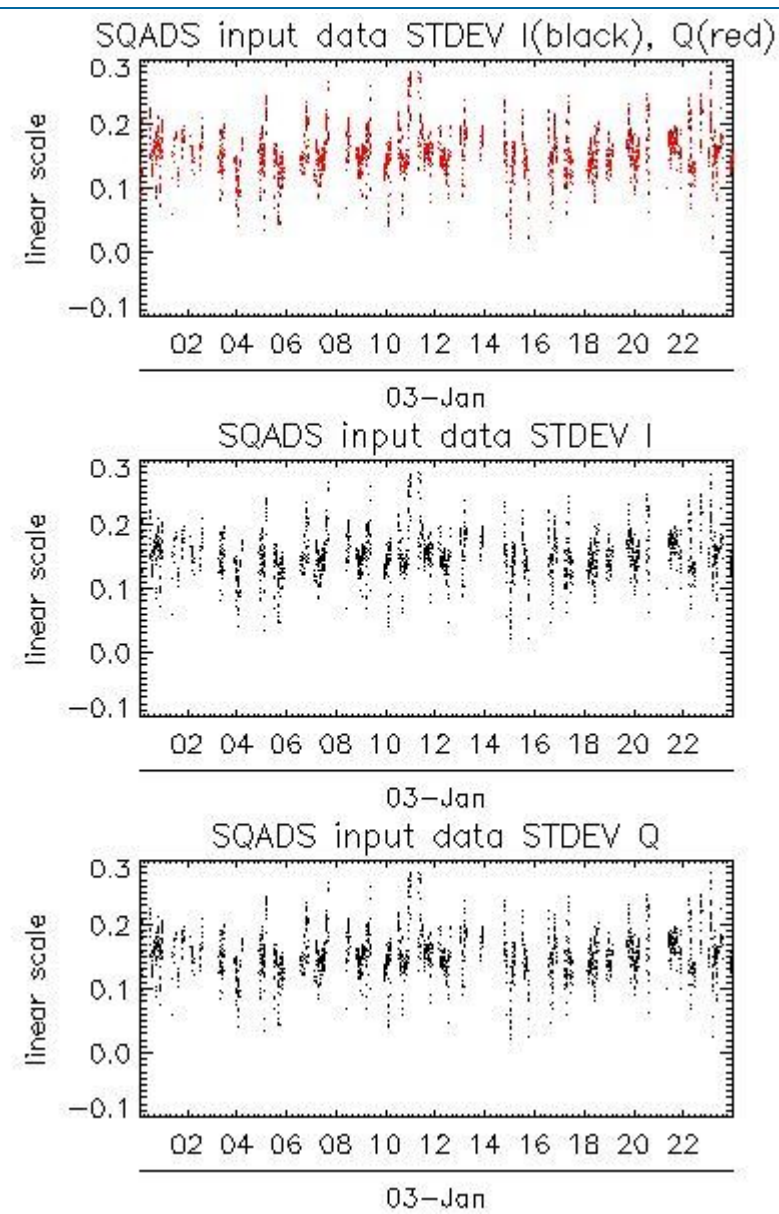 SQADS input data STDEV I(black), Q(red)
0.3
0.2
0.1
0.0
−0.1
linear scale
02 04 06 08 10 12 14 16 18 20 22
03−Jan
SQADS input data STDEV I
0.3
0.2
0.1
0.0
−0.1
linear scale
02 04 06 08 10 12 14 16 18 20 22
03−Jan
SQADS input data STDEV Q
0.3
0.2
0.1
0.0
−0.1
linear scale
02 04 06 08 10 12 14 16 18 20 22
03−Jan